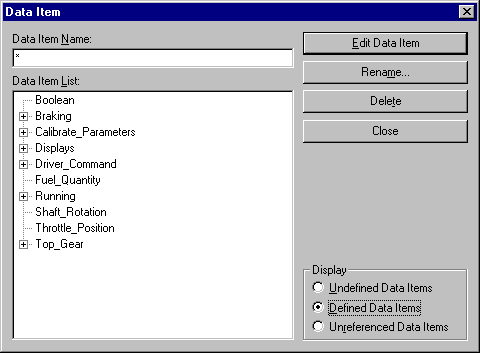 Data Item
Data Item Name:
*
Data Item List:
Boolean
Braking
Calibrate_Parameters
Displays
Driver_Command
Fuel_Quantity
Running
Shaft_Rotation
Throttle_Position
Top_Gear
Edit Data Item
Rename...
Delete
Close
Display
Undefined Data Items
Defined Data Items
Unreferenced Data Items